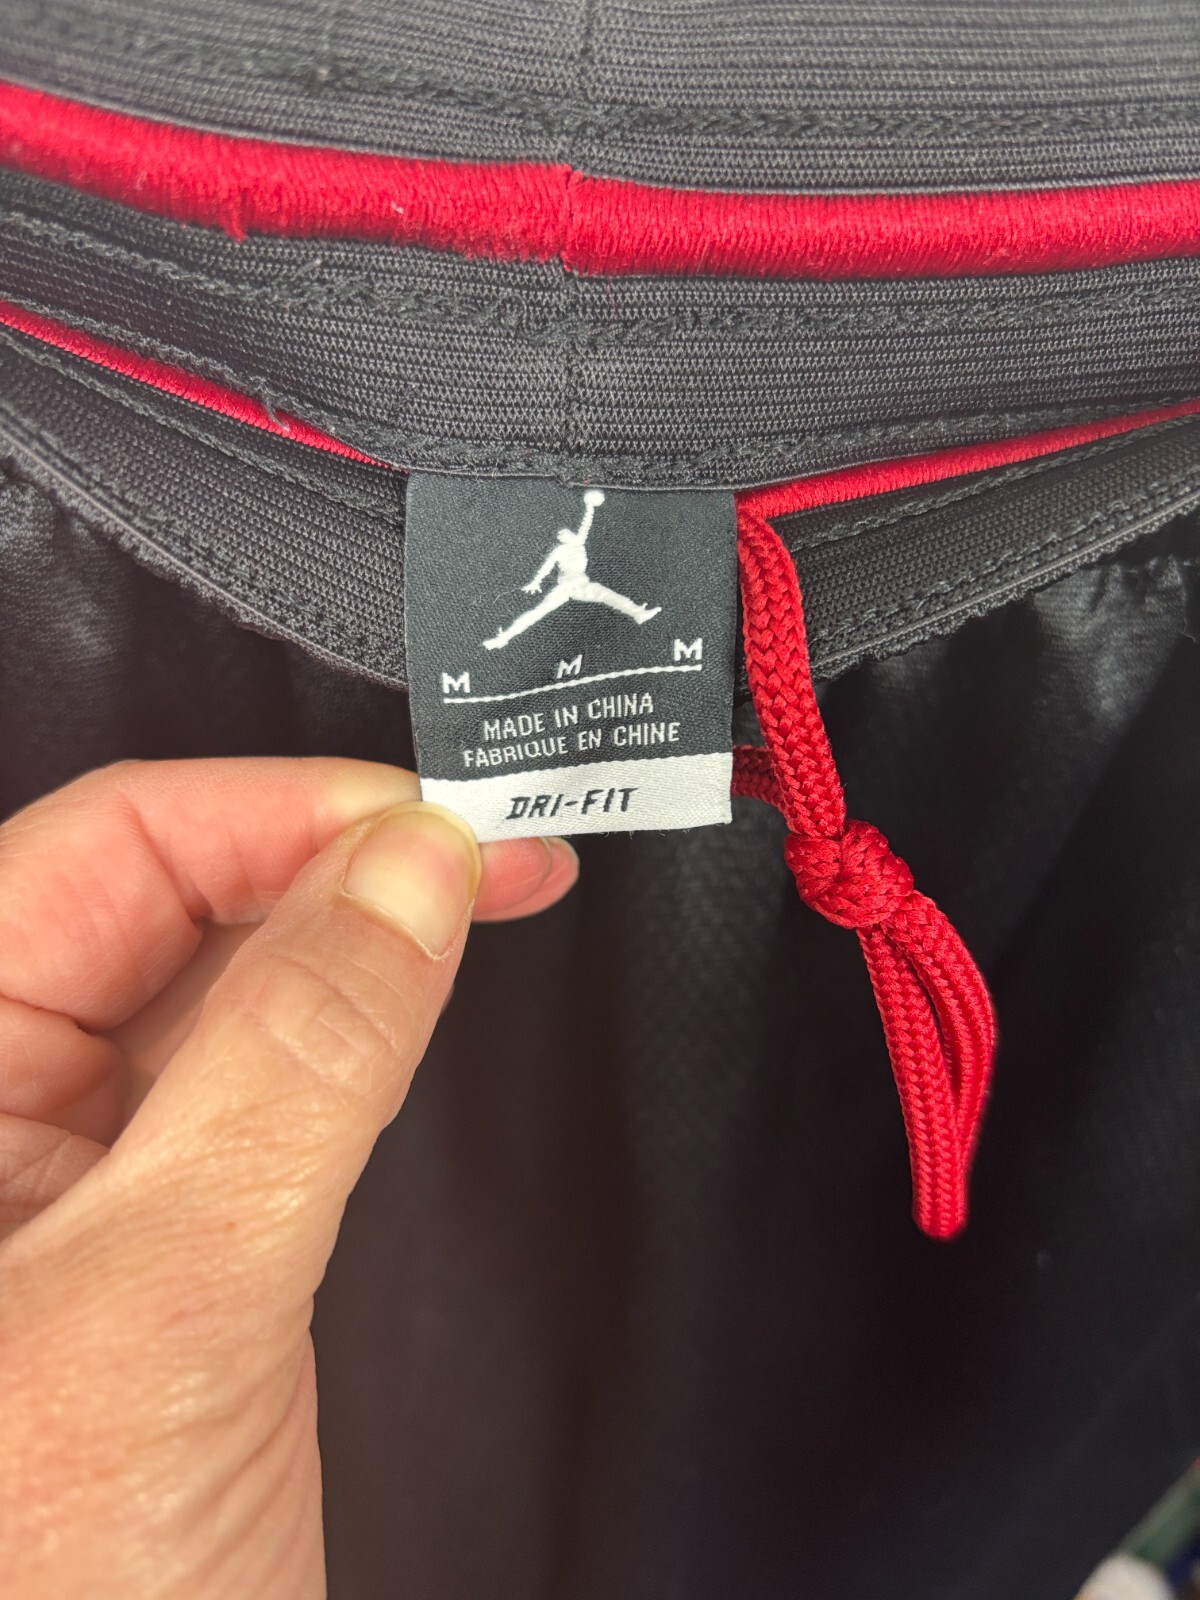 M M M
MADE IN CHINA
FABRIQUE EN CHINE
DRI-FIT